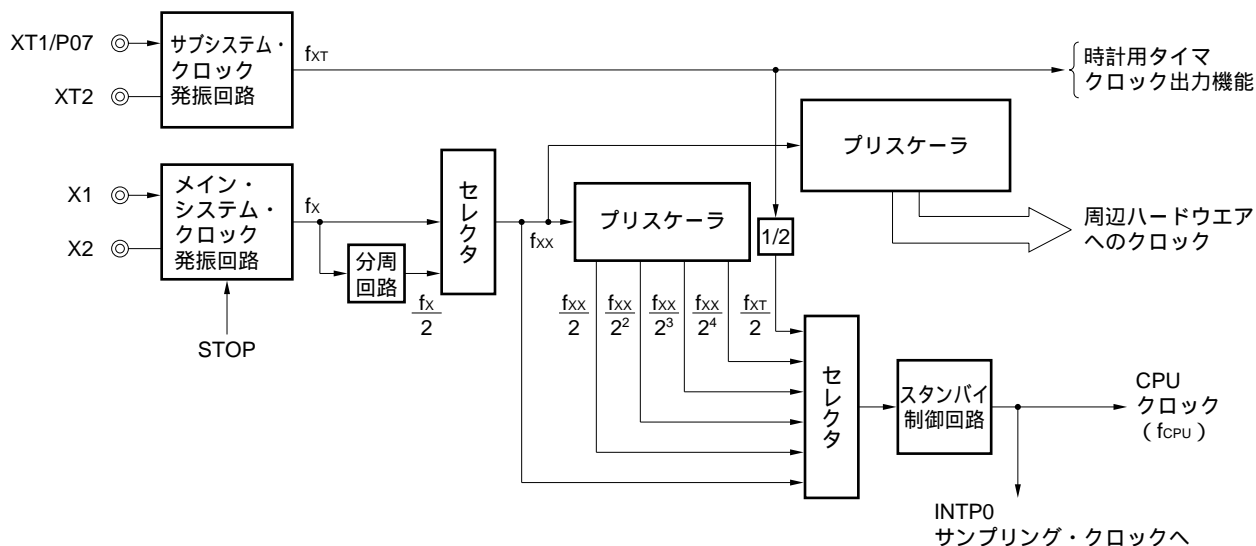 XT1/P07
XT2
サブシステム・
クロック
発振回路
fXT
時計用タイマ
クロック出力機能
X1
X2
メイン・
システム・
クロック
発振回路
STOP
fX
分周
回路
fX
2
セレクタ
fXX
プリスケーラ
プリスケーラ
周辺ハードウエア
へのクロック
1/2
fXX
2
fXX
2²
fXX
2³
fXX
2⁴
fXT
2
セレクタ
スタンバイ
制御回路
CPU
クロック
（fCPU）
INTP0
サンプリング・クロックへ